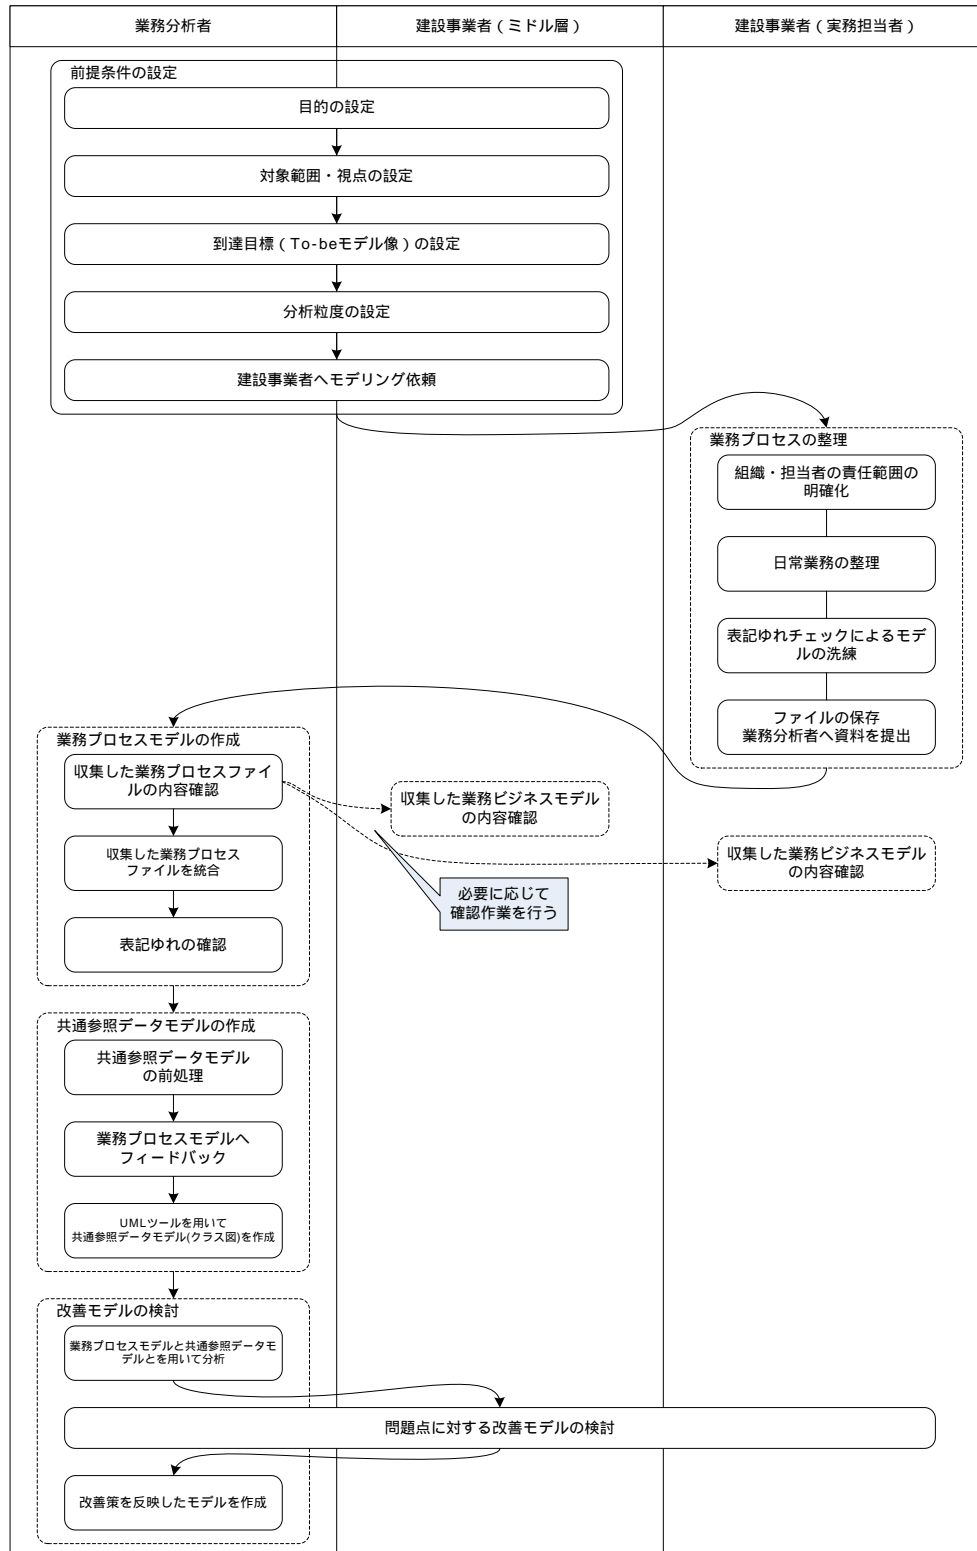 業務分析者
建設事業者(ミドル層)
建設事業者(実務担当者)
前提条件の設定
目的の設定
対象範囲・視点の設定
到達目標(To-beモデル像)の設定
分析粒度の設定
建設事業者へモデリング依頼
業務プロセスの整理
組織・担当者の責任範囲の
明確化
日常業務の整理
表記ゆれチェックによるモデ
ルの洗練
ファイルの保存
業務分析者へ資料を提出
業務プロセスモデルの作成
収集した業務プロセスファイ
ルの内容確認
収集した業務ビジネスモデル
の内容確認
収集した業務ビジネスモデル
の内容確認
収集した業務プロセス
ファイルを統合
必要に応じて
確認作業を行う
表記ゆれの確認
共通参照データモデルの作成
共通参照データモデル
の前処理
業務プロセスモデルへ
フィードバック
UMLツールを用いて
共通参照データモデル(クラス図)を作成
改善モデルの検討
業務プロセスモデルと共通参照データモ
デルとを用いて分析
問題点に対する改善モデルの検討
改善策を反映したモデルを作成